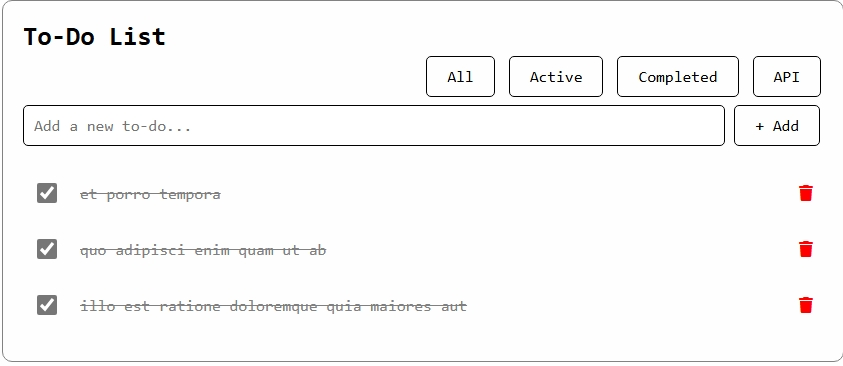 To-Do List
All Active Completed API
Add a new to-do... + Add
et porro tempora
quo adipisci enim quam ut ab
illo est ratione doloremque quia maiores aut